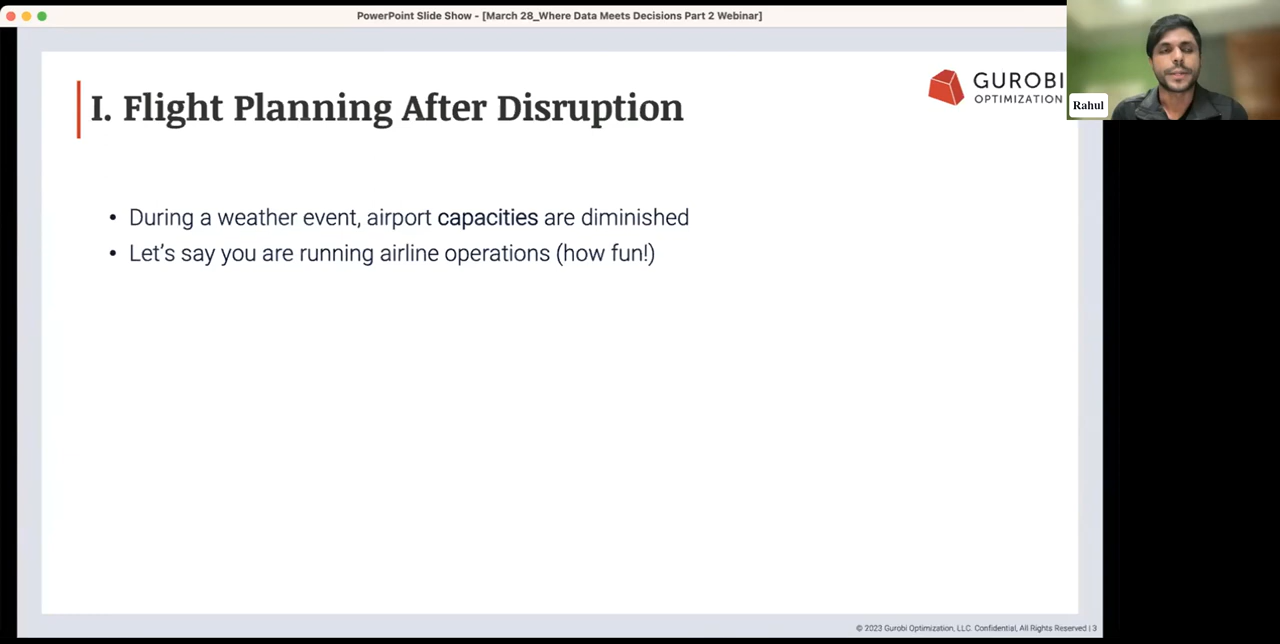 PowerPoint Slide Show - [March 28_Where Data Meets Decisions Part 2 Webinar]
I. Flight Planning After Disruption
GUROBI
OPTIMIZATION
Rahul
• During a weather event, airport capacities are diminished
• Let’s say you are running airline operations (how fun!)
© 2023 Gurobi Optimization, LLC. Confidential, All Rights Reserved | 3